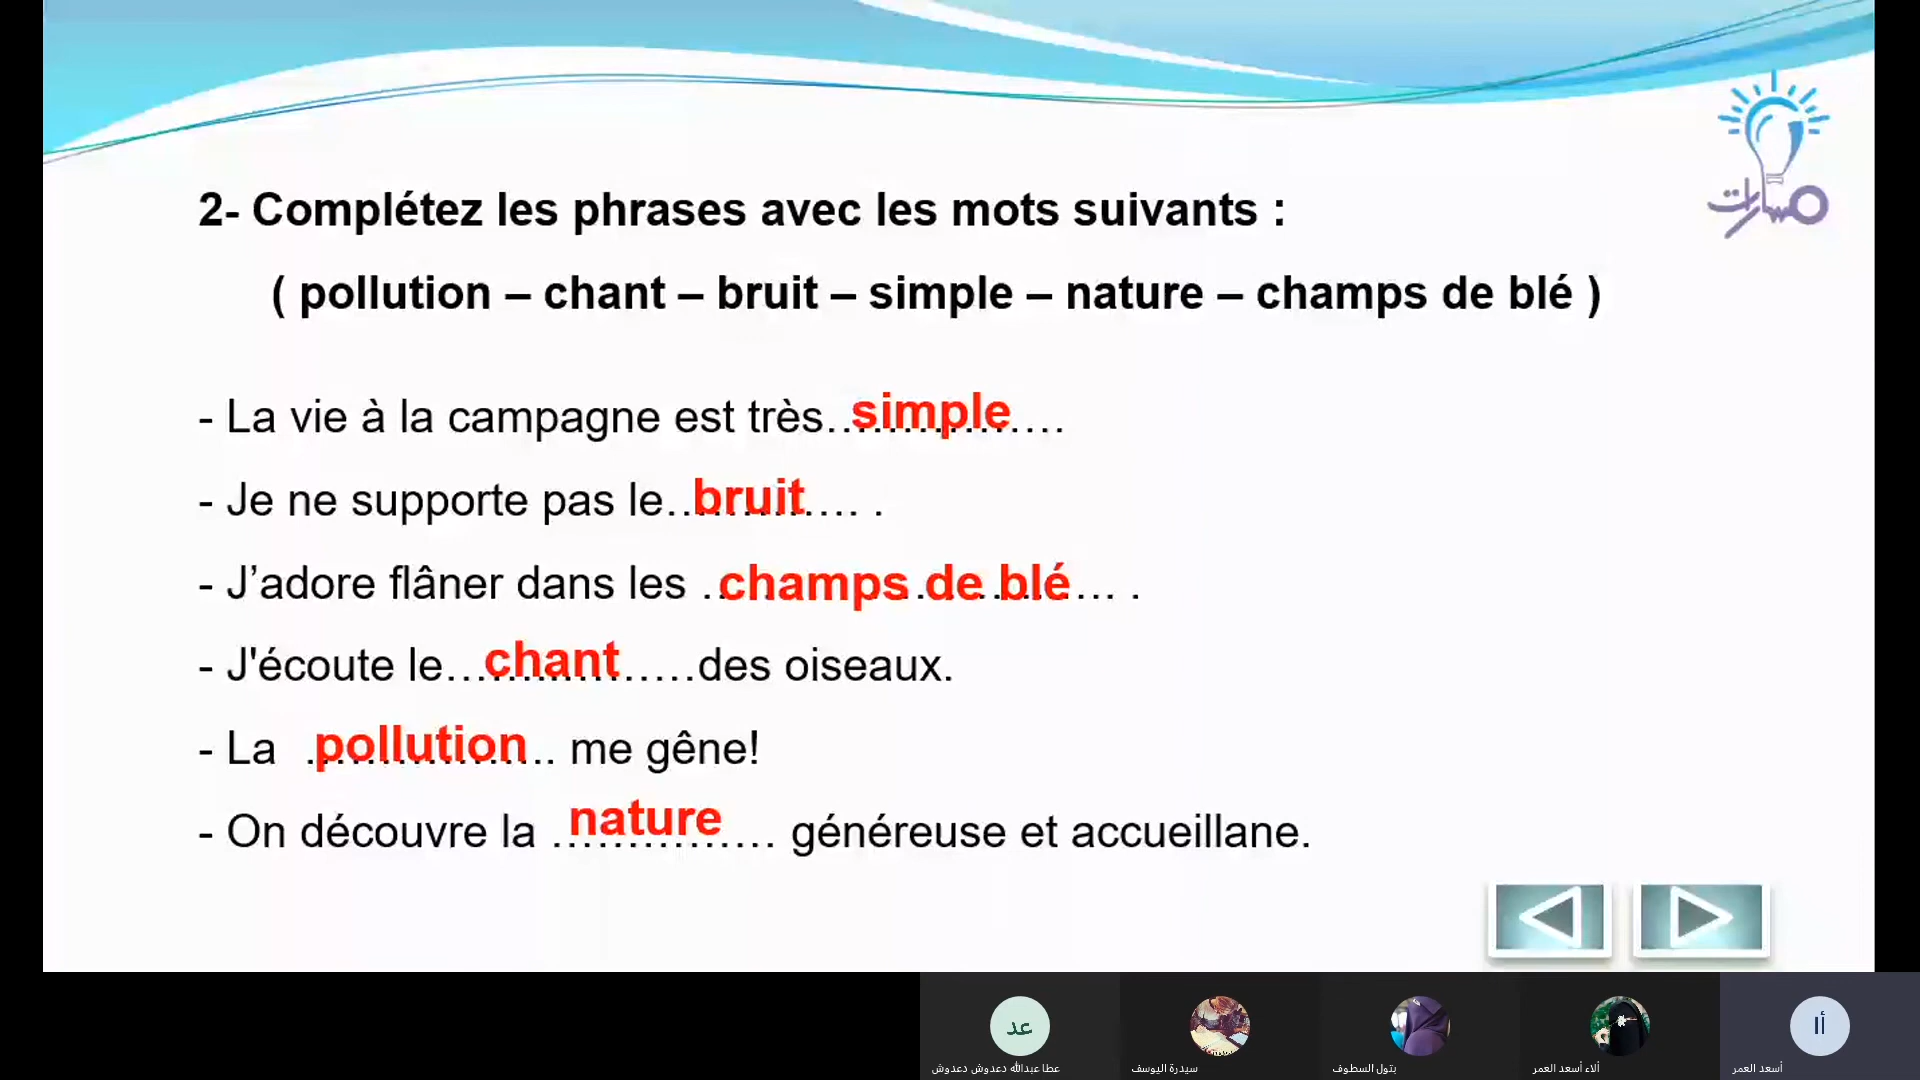 مسارات
2- Complétez les phrases avec les mots suivants :
( pollution – chant – bruit – simple – nature – champs de blé )
- La vie à la campagne est très……simple…….
- Je ne supporte pas le…bruit…. .
- J’adore flâner dans les …champs de blé… .
- J'écoute le…chant……des oiseaux.
- La …pollution… me gêne!
- On découvre la …nature… généreuse et accueillane.
عد
أا
عطا عبدالله دعدوش دعدوش
سيدرة اليوسف
بتول السطوف
آلاء أسعد العمر
أسعد العمر